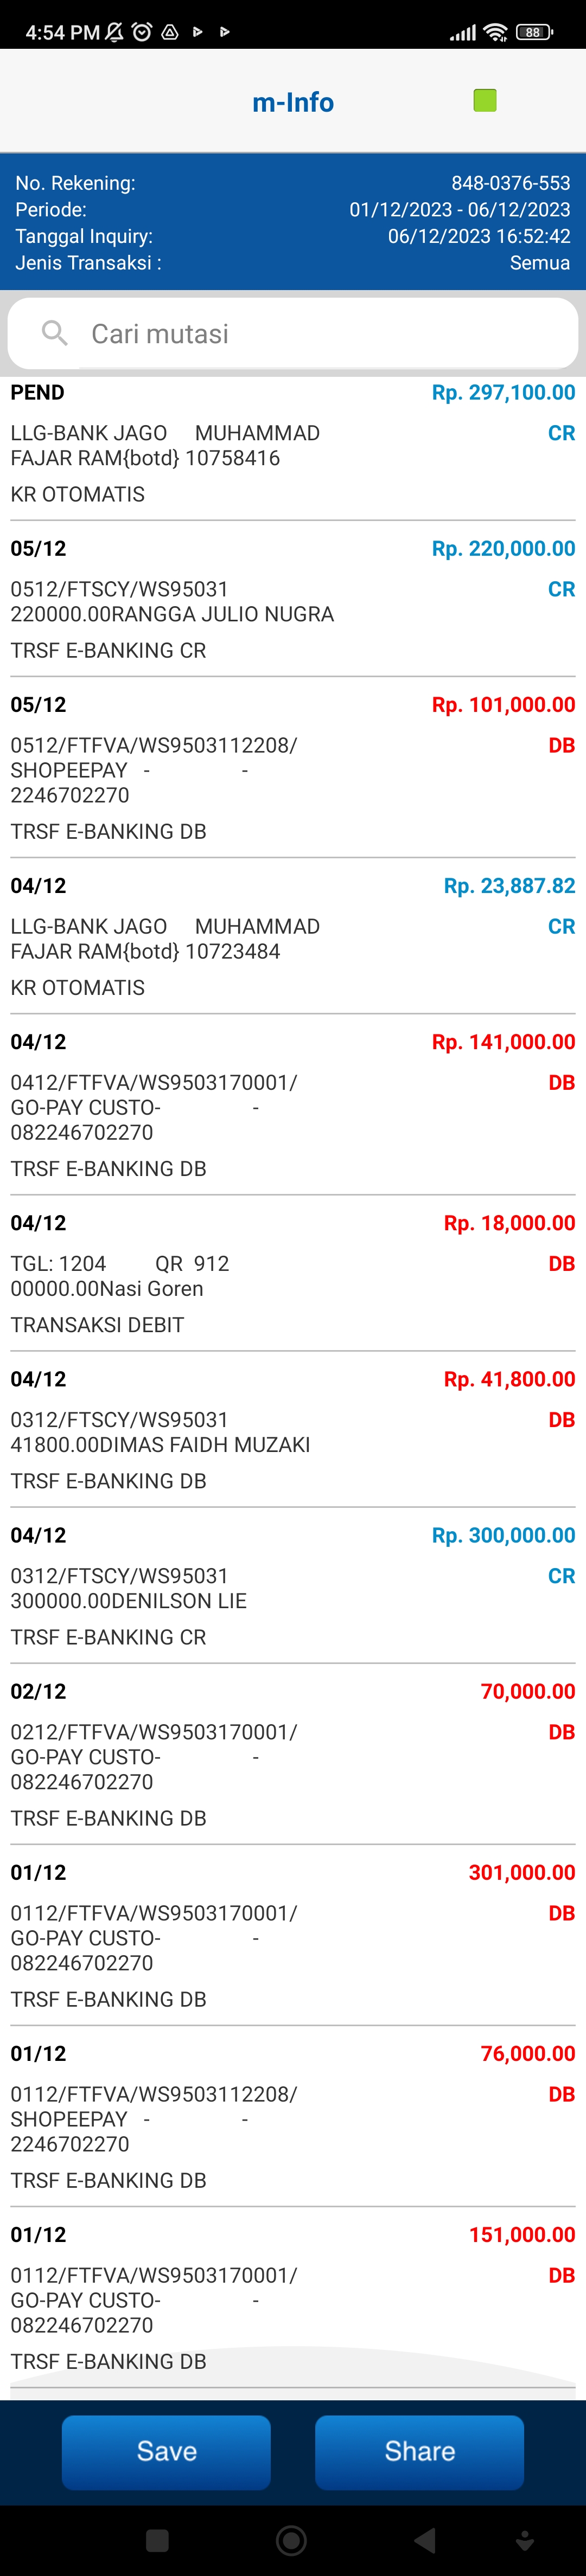 4:54 PM
88
m-Info
No. Rekening: 848-0376-553
Periode: 01/12/2023 - 06/12/2023
Tanggal Inquiry: 06/12/2023 16:52:42
Jenis Transaksi : Semua
Cari mutasi
PEND Rp. 297,100.00
LLG-BANK JAGO MUHAMMAD CR
FAJAR RAM{botd} 10758416
KR OTOMATIS
05/12 Rp. 220,000.00
0512/FTSCY/WS95031 CR
220000.00RANGGA JULIO NUGRA
TRSF E-BANKING CR
05/12 Rp. 101,000.00
0512/FTFVA/WS9503112208/ DB
SHOPEEPAY - -
2246702270
TRSF E-BANKING DB
04/12 Rp. 23,887.82
LLG-BANK JAGO MUHAMMAD CR
FAJAR RAM{botd} 10723484
KR OTOMATIS
04/12 Rp. 141,000.00
0412/FTFVA/WS9503170001/ DB
GO-PAY CUSTO- -
082246702270
TRSF E-BANKING DB
04/12 Rp. 18,000.00
TGL: 1204 QR 912 DB
00000.00Nasi Goren
TRANSAKSI DEBIT
04/12 Rp. 41,800.00
0312/FTSCY/WS95031 DB
41800.00DIMAS FAIDH MUZAKI
TRSF E-BANKING DB
04/12 Rp. 300,000.00
0312/FTSCY/WS95031 CR
300000.00DENILSON LIE
TRSF E-BANKING CR
02/12 70,000.00
0212/FTFVA/WS9503170001/ DB
GO-PAY CUSTO- -
082246702270
TRSF E-BANKING DB
01/12 301,000.00
0112/FTFVA/WS9503170001/ DB
GO-PAY CUSTO- -
082246702270
TRSF E-BANKING DB
01/12 76,000.00
0112/FTFVA/WS9503112208/ DB
SHOPEEPAY - -
2246702270
TRSF E-BANKING DB
01/12 151,000.00
0112/FTFVA/WS9503170001/ DB
GO-PAY CUSTO- -
082246702270
TRSF E-BANKING DB
Save Share